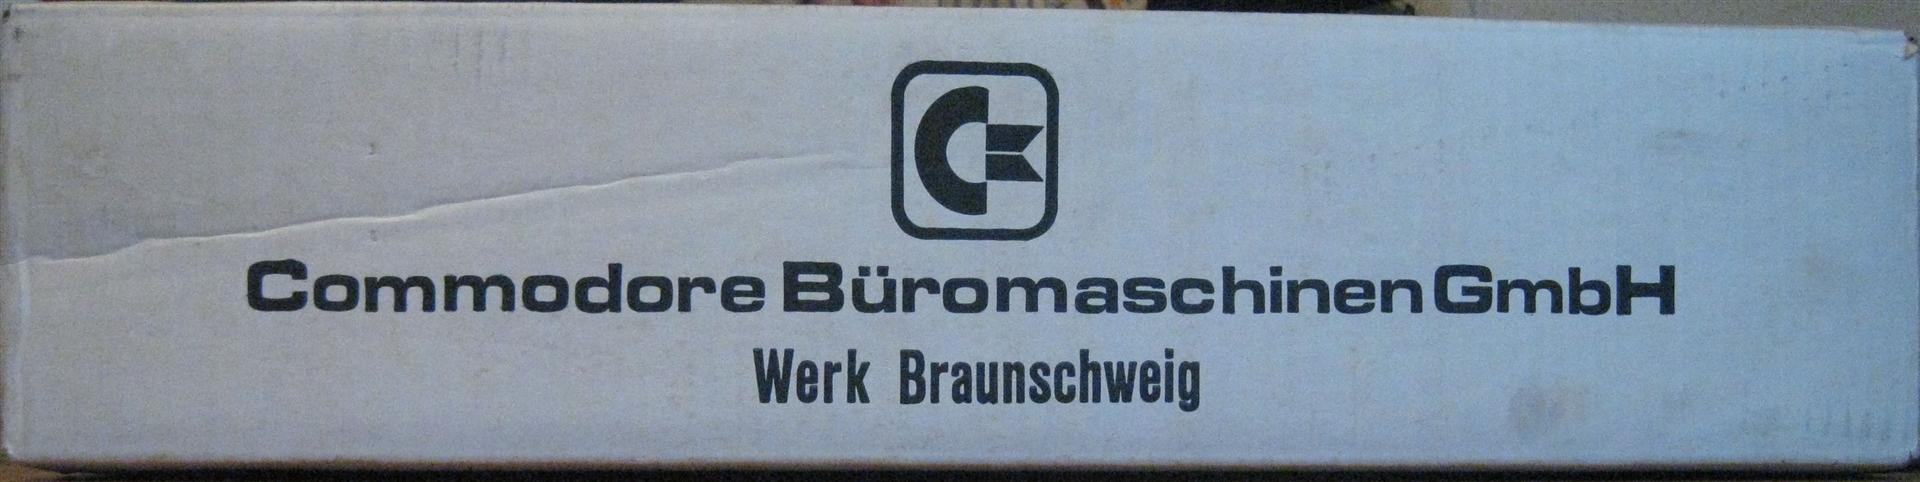 Commodore Büromaschinen GmbH
Werk Braunschweig